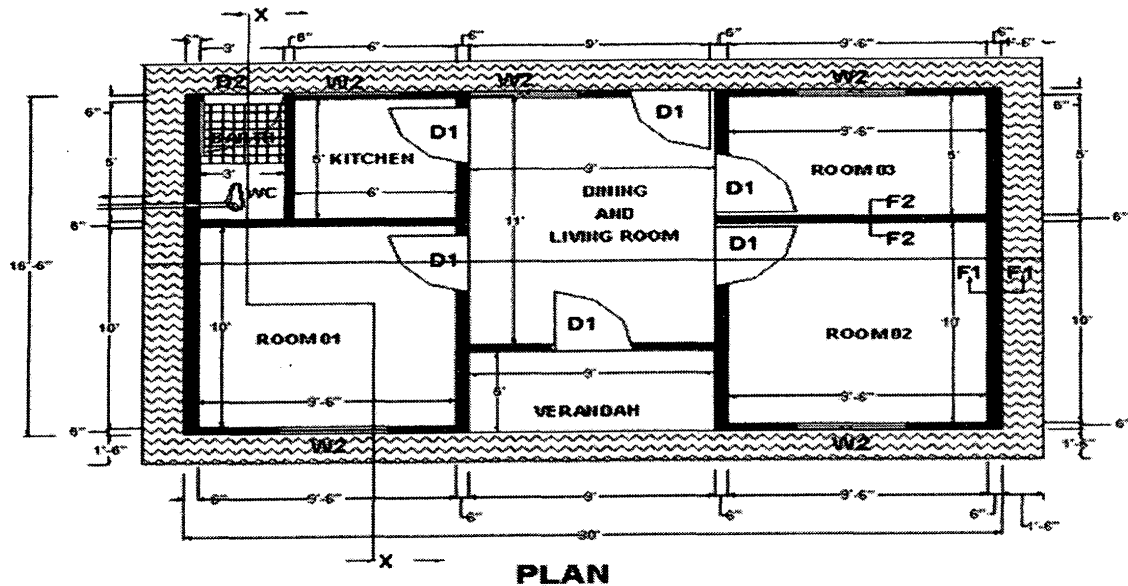 X
6" 3' 6" 6' 6" 9' 6" 9'-6" 1'-6"
D2 W2 W2 W2
6" D1 D1 6"
5' KITCHEN 9'-6" 5' 5'
3' 5' 6' 9' ROOM 03
WC DINING D1
AND F2
6" 11' LIVING ROOM 6"
16'-6" D1 D1 F2
F1 F1
10' 10' D1 10' 10'
ROOM 01 ROOM 02
9'-6" 9' 9'-6"
VERANDAH
6" W2 W2 6"
1'-6" 1'-6"
6" 9'-6" 6" 9' 6" 9'-6" 6" 1'-6"
30'
X
PLAN